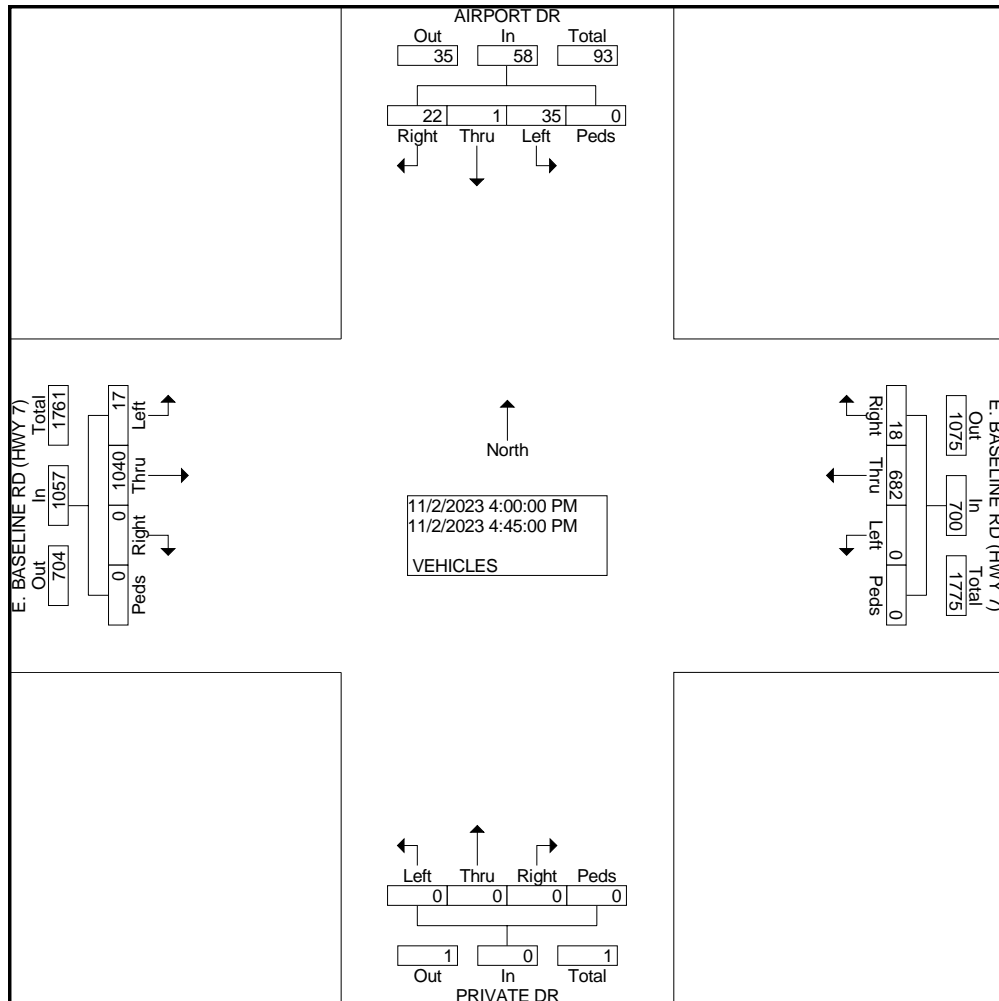 AIRPORT DR
Out In Total
35 58 93
22 1 35 0
Right Thru Left Peds
E. BASELINE RD (HWY 7)
Total In Out
1761 1057 704
17 1040 0 0
Left Thru Right Peds
North
11/2/2023 4:00:00 PM
11/2/2023 4:45:00 PM
VEHICLES
E. BASELINE RD (HWY 7)
Out In Total
1075 700 1775
18 682 0 0
Right Thru Left Peds
Left Thru Right Peds
0 0 0 0
1 0 1
Out In Total
PRIVATE DR